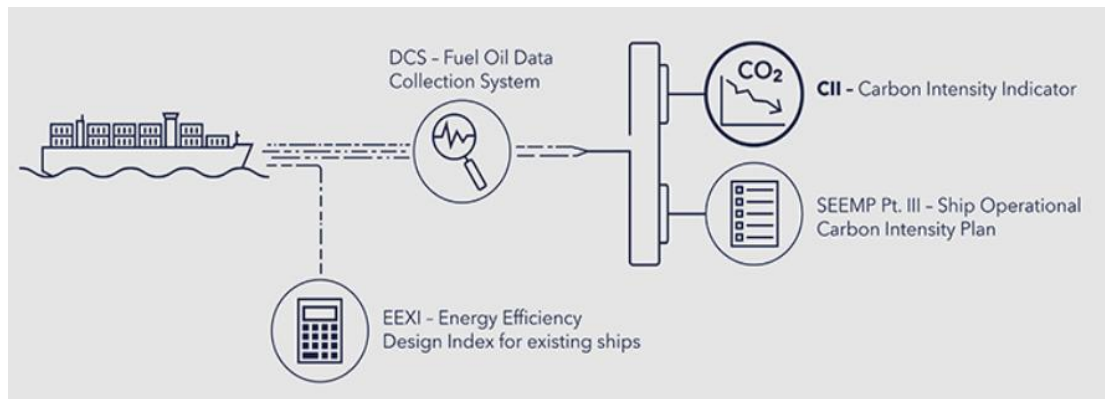 DCS – Fuel Oil Data
Collection System
CO₂
CII – Carbon Intensity Indicator
SEEMP Pt. III – Ship Operational
Carbon Intensity Plan
EEXI – Energy Efficiency
Design Index for existing ships